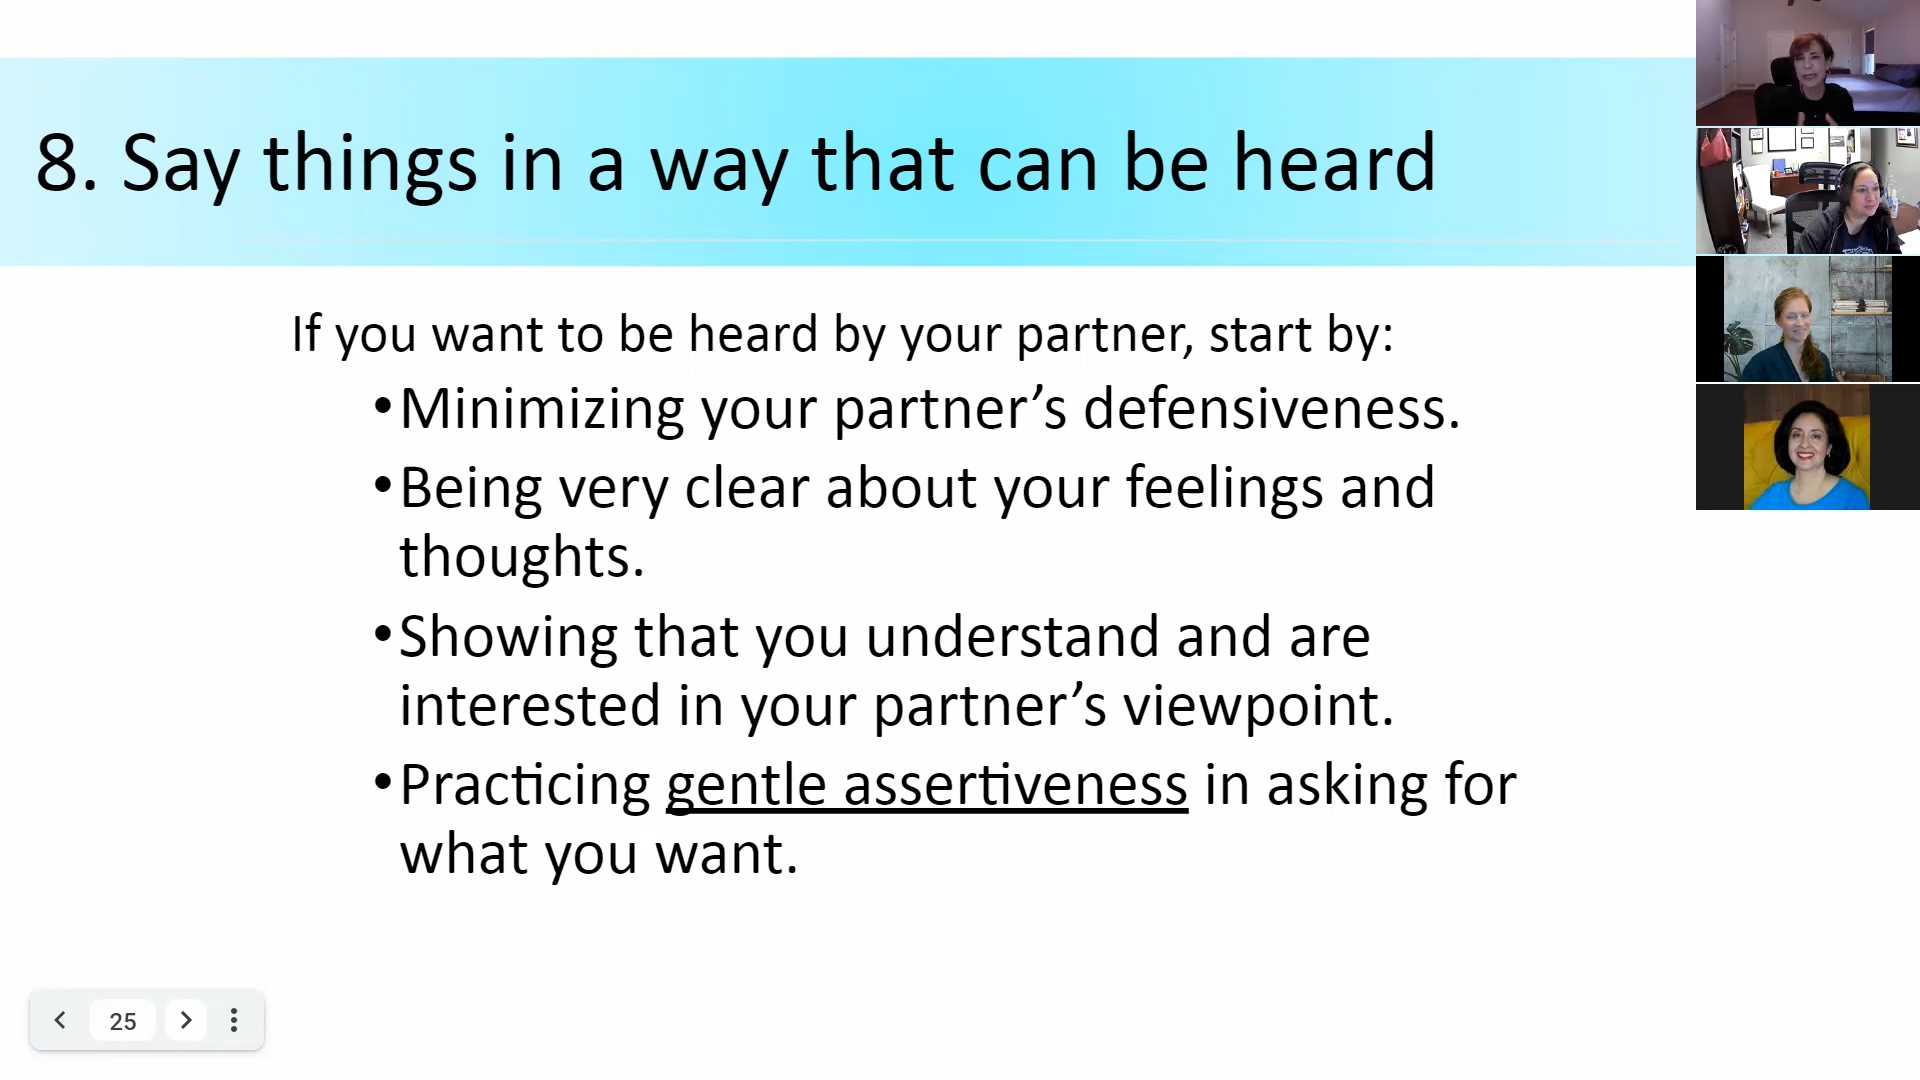 8. Say things in a way that can be heard
If you want to be heard by your partner, start by:
•Minimizing your partner’s defensiveness.
•Being very clear about your feelings and
thoughts.
•Showing that you understand and are
interested in your partner’s viewpoint.
•Practicing gentle assertiveness in asking for
what you want.
25